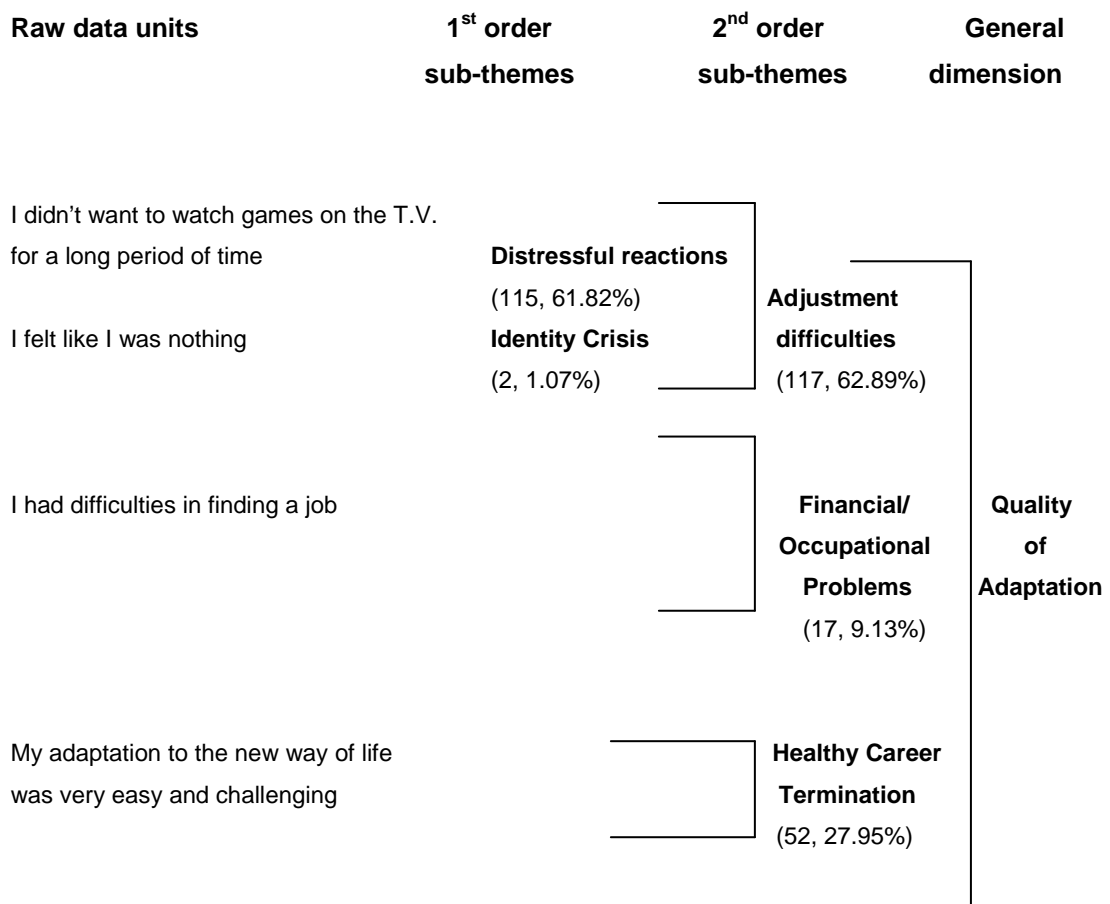 Raw data units 1st order 2nd order General
sub-themes sub-themes dimension
I didn't want to watch games on the T.V.
for a long period of time Distressful reactions
(115, 61.82%) Adjustment
I felt like I was nothing Identity Crisis difficulties
(2, 1.07%) (117, 62.89%)
I had difficulties in finding a job Financial/ Quality
Occupational of
Problems Adaptation
(17, 9.13%)
My adaptation to the new way of life Healthy Career
was very easy and challenging Termination
(52, 27.95%)